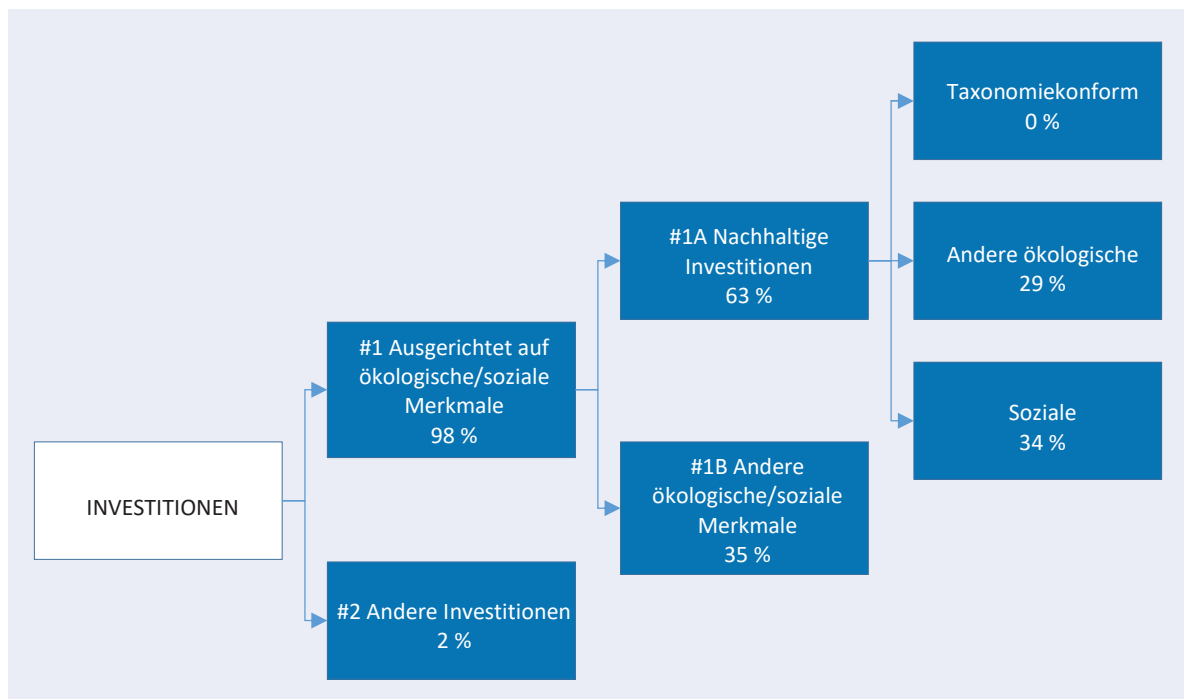 INVESTITIONEN
#1 Ausgerichtet auf
ökologische/soziale
Merkmale
98 %
#2 Andere Investitionen
2 %
#1A Nachhaltige
Investitionen
63 %
#1B Andere
ökologische/soziale
Merkmale
35 %
Taxonomiekonform
0 %
Andere ökologische
29 %
Soziale
34 %